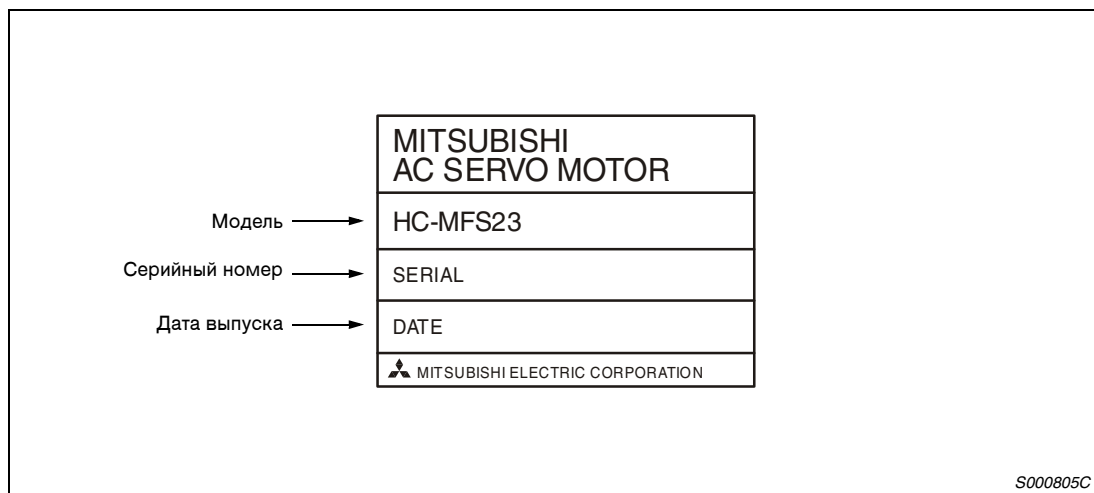 MITSUBISHI
AC SERVO MOTOR
Модель
HC-MFS23
Серийный номер
SERIAL
Дата выпуска
DATE
MITSUBISHI ELECTRIC CORPORATION
S000805C